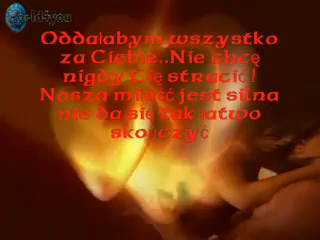 World4you
Oddałabym wszystko
za Ciebie..Nie chcę
nigdy Cię stracić!
Nasza miłość jest silna
nie da się tak łatwo
skończyć